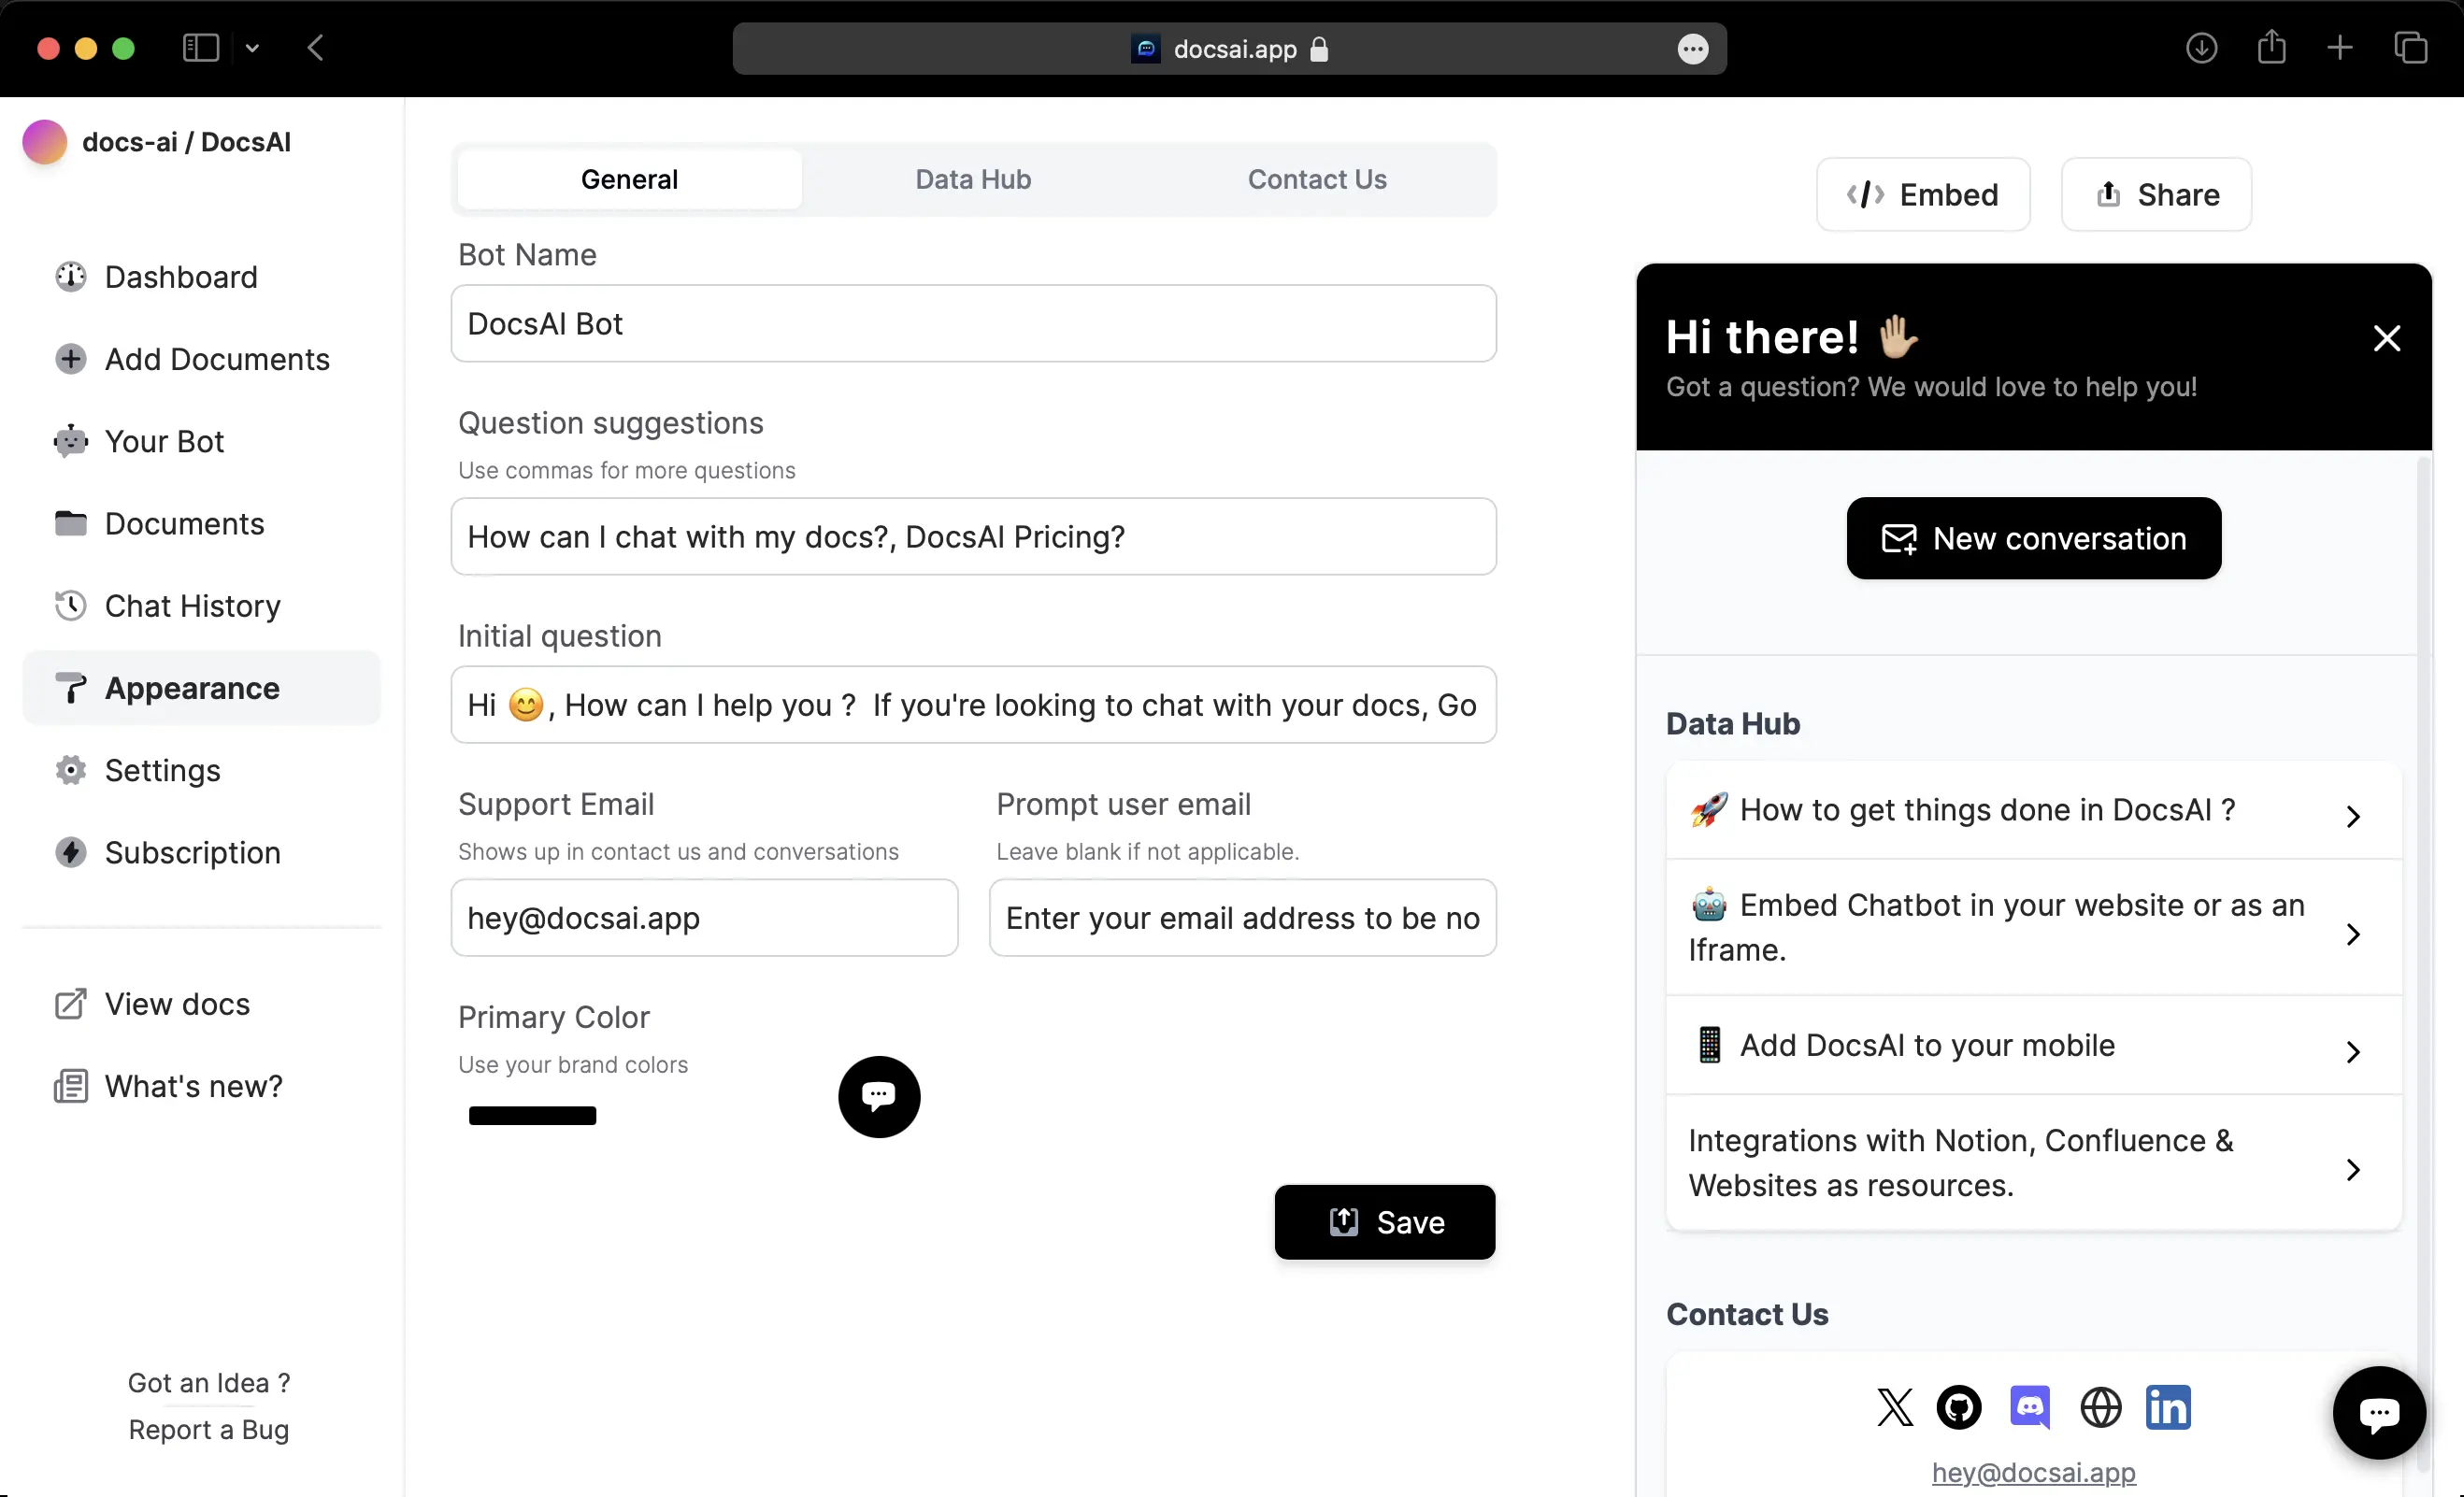 docsai.app
docs-ai / DocsAI
Dashboard
Add Documents
Your Bot
Documents
Chat History
Appearance
Settings
Subscription
View docs
What's new?
Got an Idea ?
Report a Bug
General
Data Hub
Contact Us
Bot Name
DocsAI Bot
Question suggestions
Use commas for more questions
How can I chat with my docs?, DocsAI Pricing?
Initial question
Hi 😊, How can I help you ?  If you're looking to chat with your docs, Go
Support Email
Shows up in contact us and conversations
hey@docsai.app
Prompt user email
Leave blank if not applicable.
Enter your email address to be no
Primary Color
Use your brand colors
Save
Embed
Share
Hi there! 🤚🏼
Got a question? We would love to help you!
New conversation
Data Hub
🚀 How to get things done in DocsAI ?
🤖 Embed Chatbot in your website or as an
Iframe.
📱 Add DocsAI to your mobile
Integrations with Notion, Confluence &
Websites as resources.
Contact Us
in
hey@docsai.app